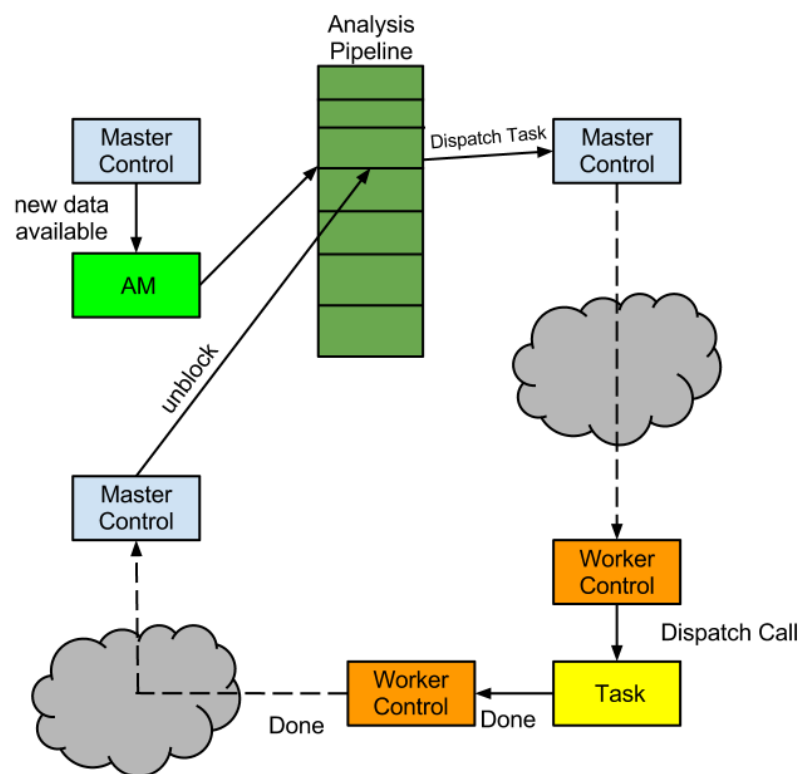 Analysis
Pipeline
Master
Control
Dispatch Task
Master
Control
new data
available
AM
unblock
Master
Control
Worker
Control
Dispatch Call
Worker
Control
Task
Done
Done